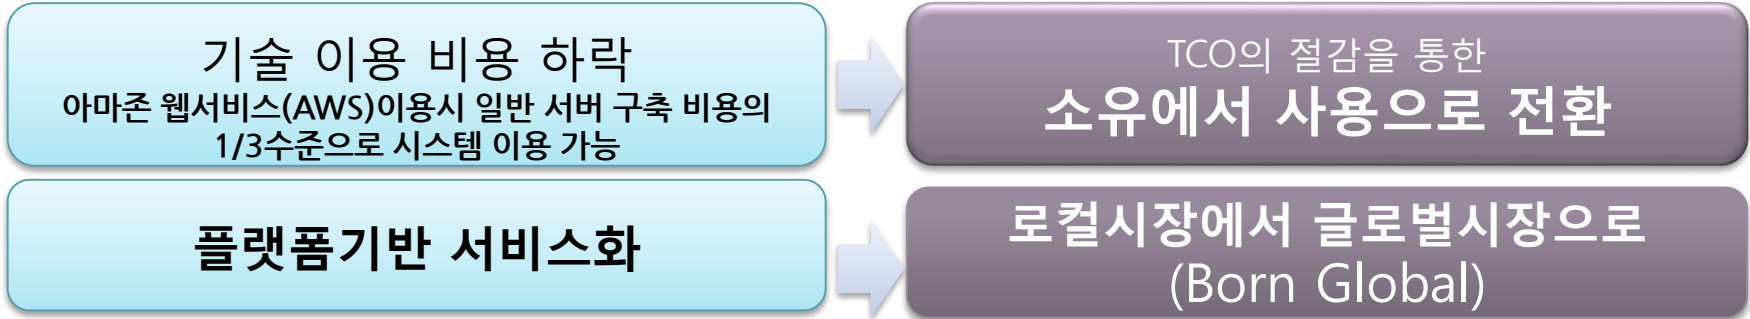 기술 이용 비용 하락
아마존 웹서비스(AWS)이용시 일반 서버 구축 비용의
1/3수준으로 시스템 이용 가능
TCO의 절감을 통한
소유에서 사용으로 전환
플랫폼기반 서비스화
로컬시장에서 글로벌시장으로
(Born Global)